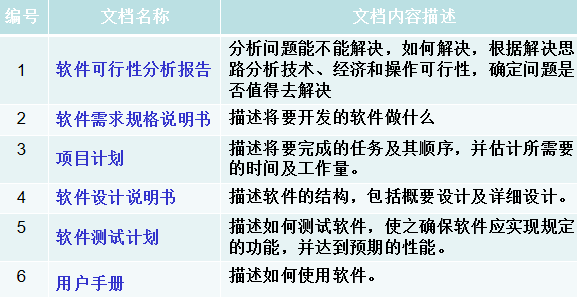 编号 文档名称 文档内容描述
分析问题能不能解决，如何解决，根据解决思
1 软件可行性分析报告 路分析技术、经济和操作可行性，确定问题是
否值得去解决
2 软件需求规格说明书 描述将要开发的软件做什么
3 项目计划 描述将要完成的任务及其顺序，并估计所需要
的时间及工作量。
4 软件设计说明书 描述软件的结构，包括概要设计及详细设计。
5 软件测试计划 描述如何测试软件，使之确保软件应实现规定
的功能，并达到预期的性能。
6 用户手册 描述如何使用软件。